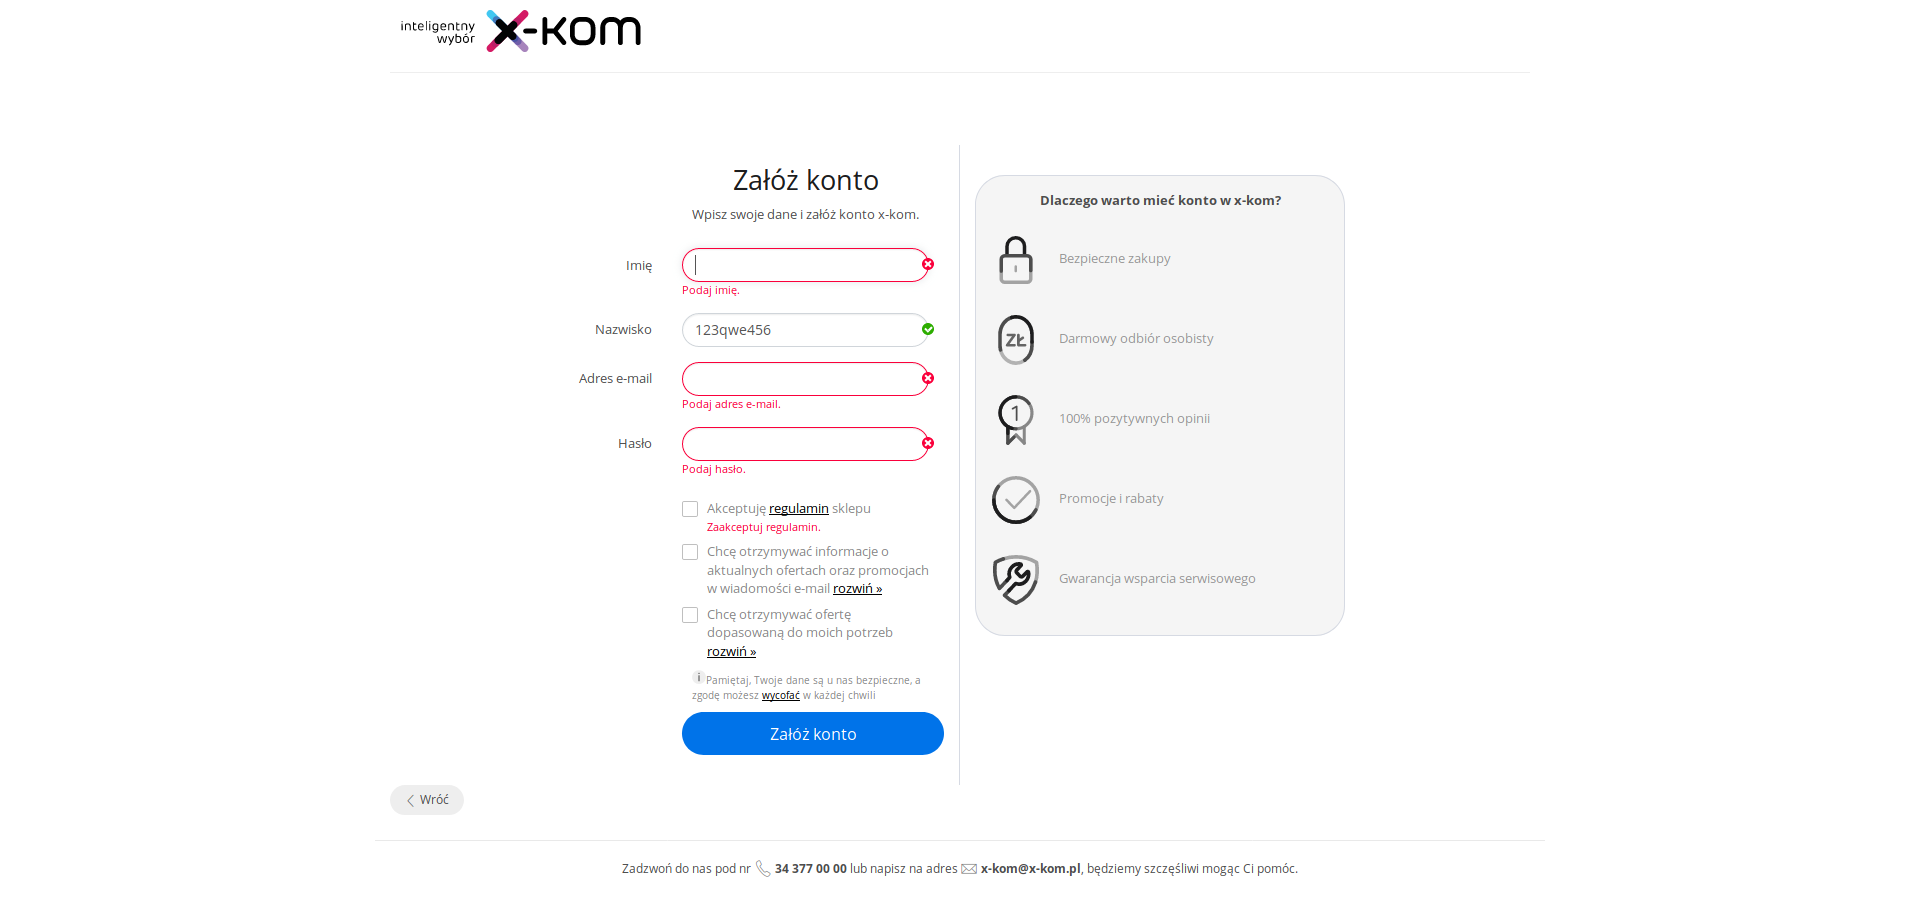 inteligentny
wybór
x-kom
Załóż konto
Wpisz swoje dane i załóż konto x-kom.
Imię
Podaj imię.
Nazwisko
123qwe456
Adres e-mail
Podaj adres e-mail.
Hasło
Podaj hasło.
Akceptuję regulamin sklepu
Zaakceptuj regulamin.
Chcę otrzymywać informacje o
aktualnych ofertach oraz promocjach
w wiadomości e-mail rozwiń »
Chcę otrzymywać ofertę
dopasowaną do moich potrzeb
rozwiń »
i Pamiętaj, Twoje dane są u nas bezpieczne, a
zgodę możesz wycofać w każdej chwili
Załóż konto
Dlaczego warto mieć konto w x-kom?
Bezpieczne zakupy
ZŁ
Darmowy odbiór osobisty
1
100% pozytywnych opinii
Promocje i rabaty
Gwarancja wsparcia serwisowego
Wróć
Zadzwoń do nas pod nr 34 377 00 00 lub napisz na adres x-kom@x-kom.pl, będziemy szczęśliwi mogąc Ci pomóc.